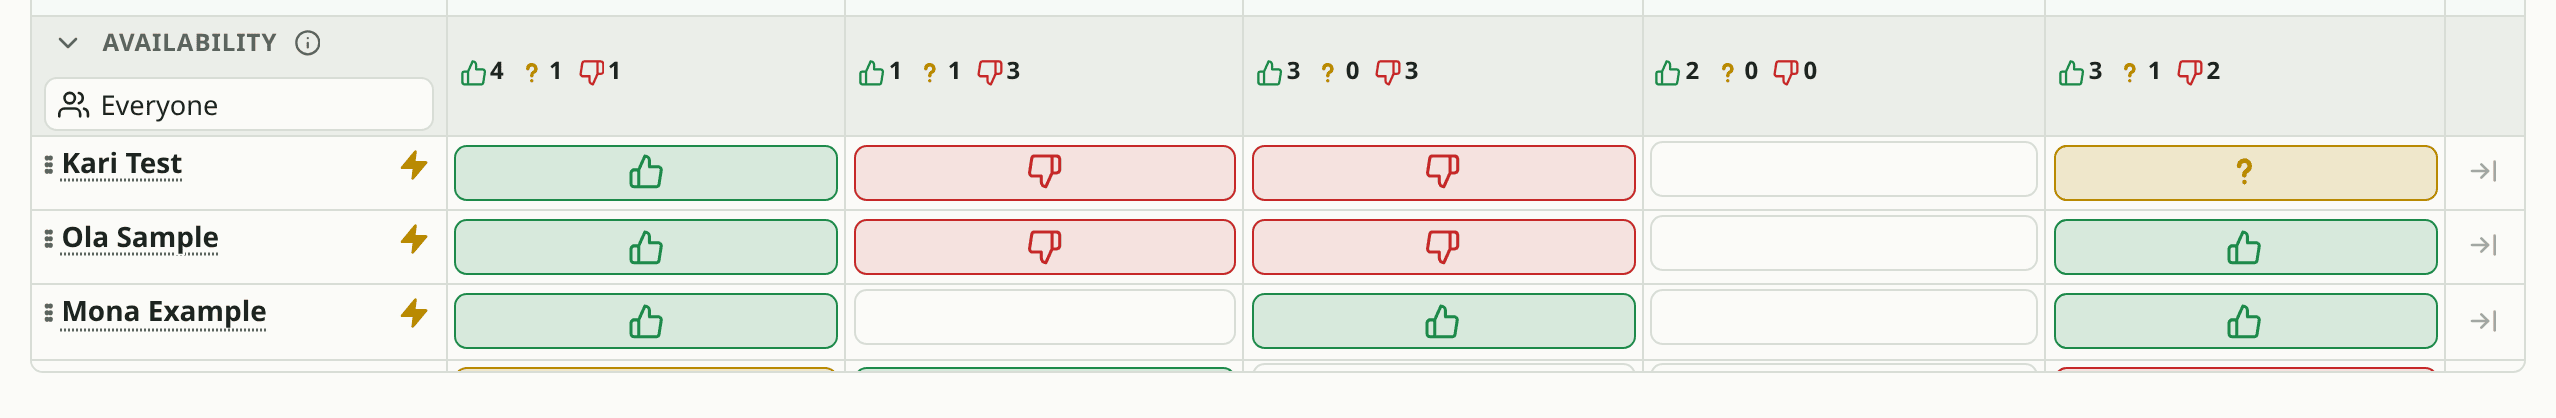 AVAILABILITY
Everyone
4 ? 1 1
1 ? 1 3
3 ? 0 3
2 ? 0 0
3 ? 1 2
Kari Test
?
Ola Sample
Mona Example